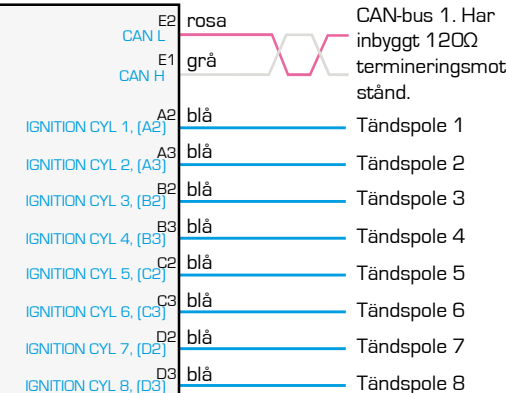 E2 rosa
CAN L
E1 grå
CAN H
CAN-bus 1. Har
inbyggt 120Ω
termineringsmot
stånd.
A2 blå
IGNITION CYL 1, (A2) Tändspole 1
A3 blå
IGNITION CYL 2, (A3) Tändspole 2
B2 blå
IGNITION CYL 3, (B2) Tändspole 3
B3 blå
IGNITION CYL 4, (B3) Tändspole 4
C2 blå
IGNITION CYL 5, (C2) Tändspole 5
C3 blå
IGNITION CYL 6, (C3) Tändspole 6
D2 blå
IGNITION CYL 7, (D2) Tändspole 7
D3 blå
IGNITION CYL 8, (D3) Tändspole 8